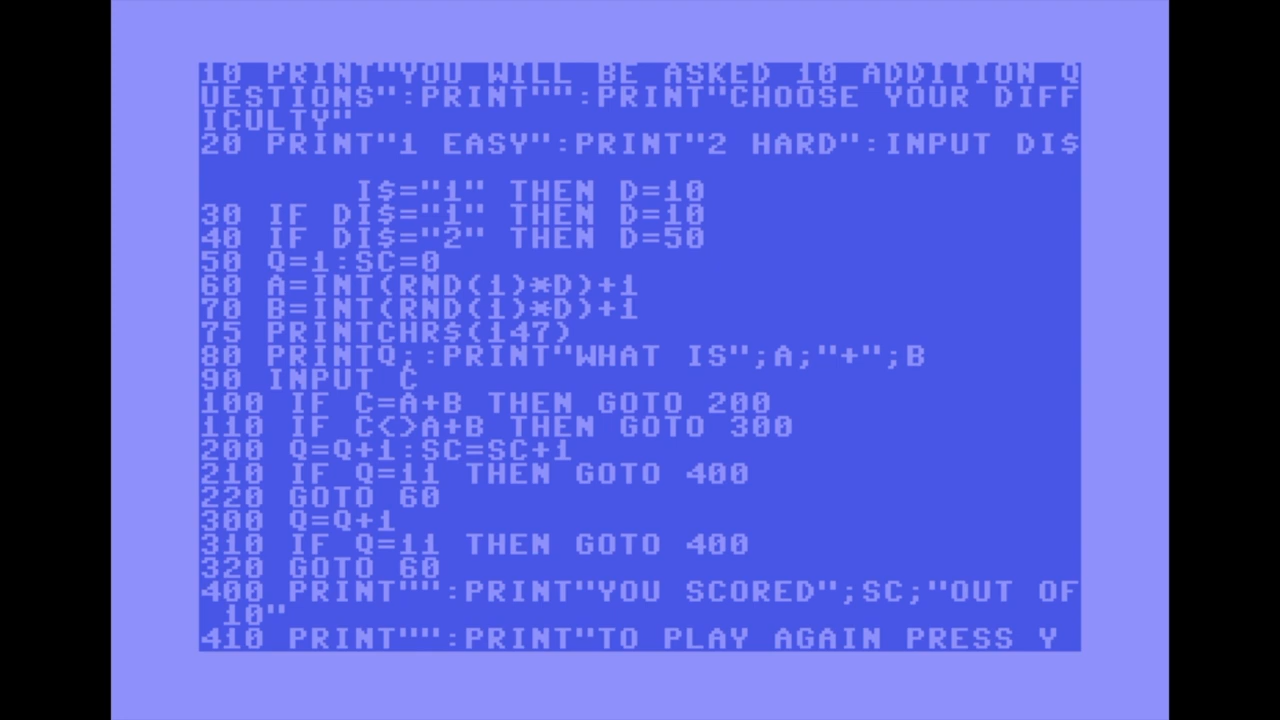 10 PRINT"YOU WILL BE ASKED 10 ADDITION Q
UESTIONS":PRINT"":PRINT"CHOOSE YOUR DIFF
ICULTY"
20 PRINT"1 EASY":PRINT"2 HARD":INPUT DI$
I$="1" THEN D=10
30 IF DI$="1" THEN D=10
40 IF DI$="2" THEN D=50
50 Q=1:SC=0
60 A=INT(RND(1)*D)+1
70 B=INT(RND(1)*D)+1
75 PRINTCHR$(147)
80 PRINTQ;:PRINT"WHAT IS";A;"+";B
90 INPUT C
100 IF C=A+B THEN GOTO 200
110 IF C<>A+B THEN GOTO 300
200 Q=Q+1:SC=SC+1
210 IF Q=11 THEN GOTO 400
220 GOTO 60
300 Q=Q+1
310 IF Q=11 THEN GOTO 400
320 GOTO 60
400 PRINT"":PRINT"YOU SCORED";SC;"OUT OF
10"
410 PRINT"":PRINT"TO PLAY AGAIN PRESS Y